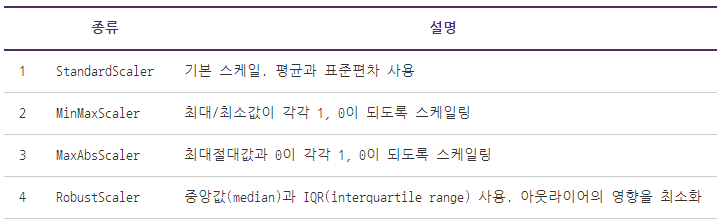 종류 설명
1 StandardScaler 기본 스케일. 평균과 표준편차 사용
2 MinMaxScaler 최대/최소값이 각각 1, 0이 되도록 스케일링
3 MaxAbsScaler 최대절대값과 0이 각각 1, 0이 되도록 스케일링
4 RobustScaler 중앙값(median)과 IQR(interquartile range) 사용. 아웃라이어의 영향을 최소화